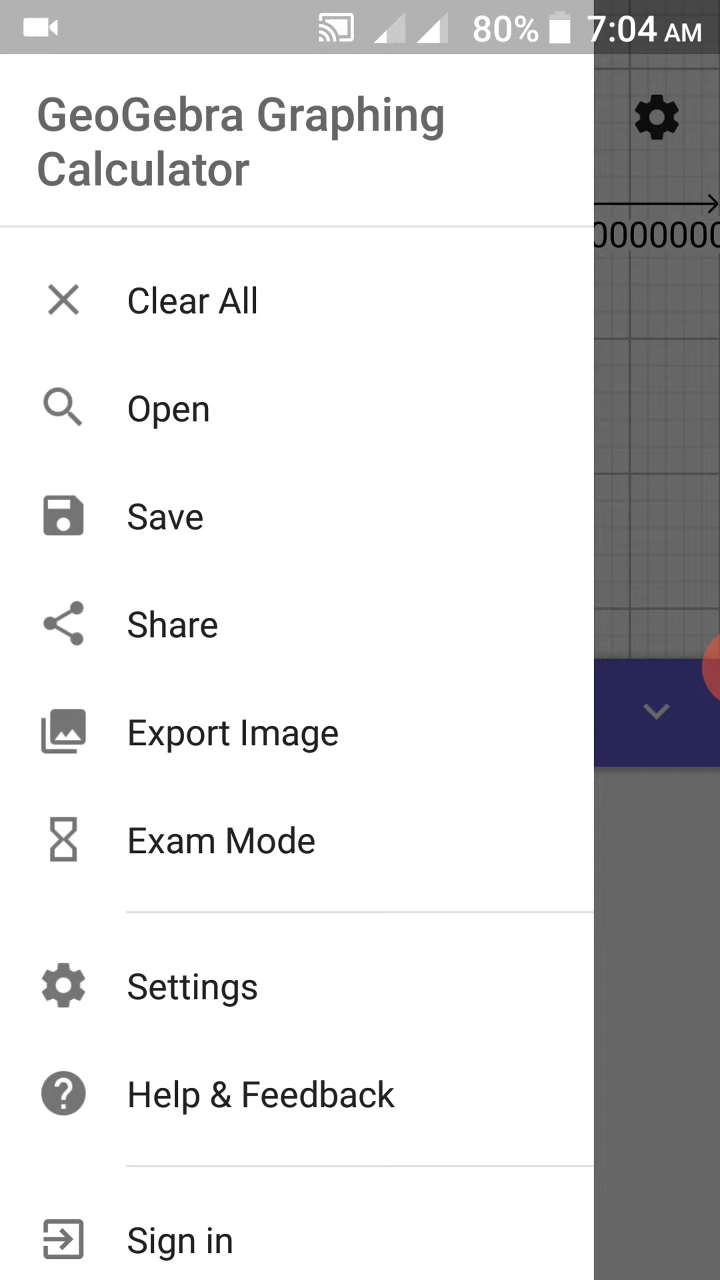 80% 7:04 AM
GeoGebra Graphing
Calculator
Clear All
Open
Save
Share
Export Image
Exam Mode
Settings
Help & Feedback
Sign in